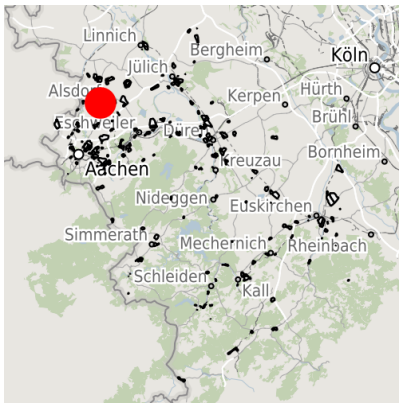 Linnich
Bergheim
Köln
Jülich
Alsdorf
Kerpen
Hürth
Brühl
Eschweiler
Düren
Kreuzau
Bornheim
Aachen
Nideggen
Euskirchen
Simmerath
Mechernich
Rheinbach
Schleiden
Kall